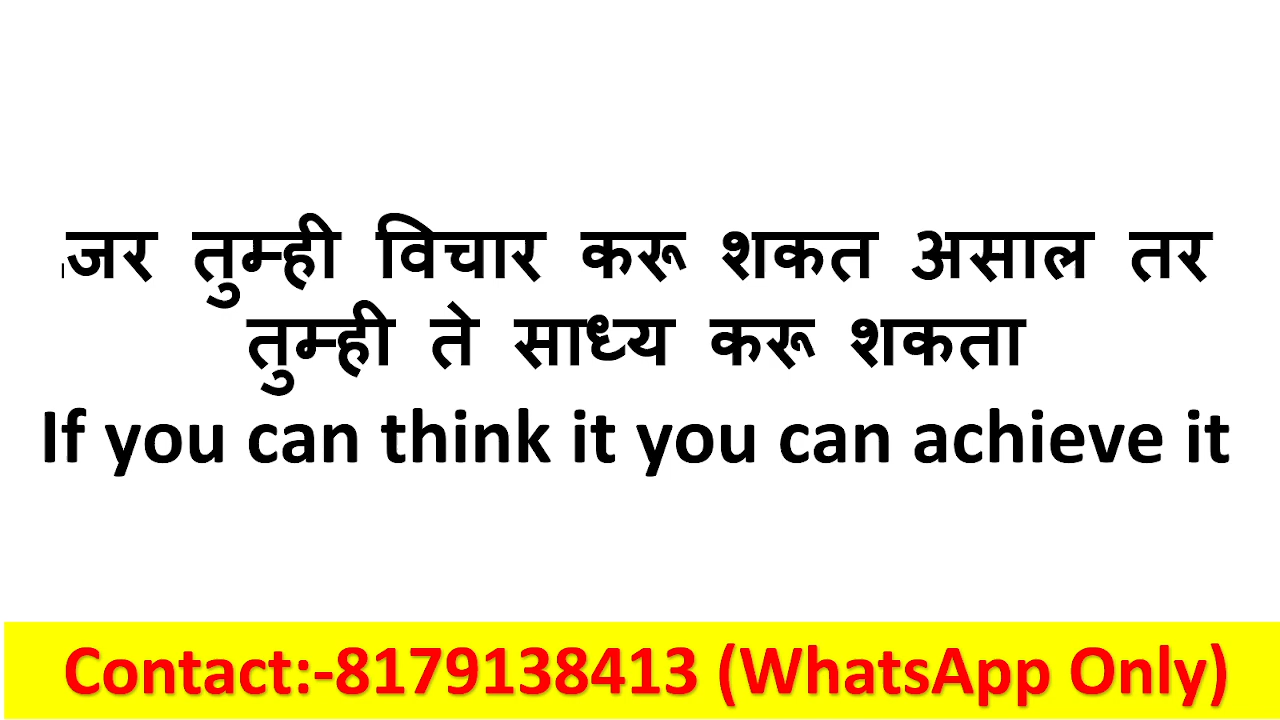 जर तुम्ही विचार करू शकत असाल तर
तुम्ही ते साध्य करू शकता
If you can think it you can achieve it
Contact:-8179138413 (WhatsApp Only)